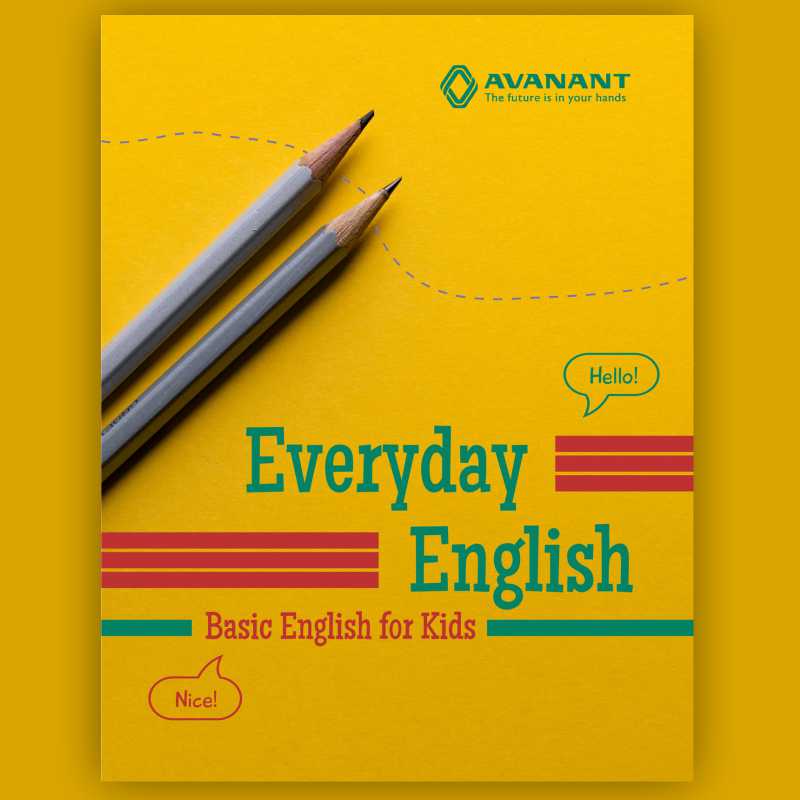 AVANANT
The future is in your hands
Hello!
Everyday
English
Basic English for Kids
Nice!